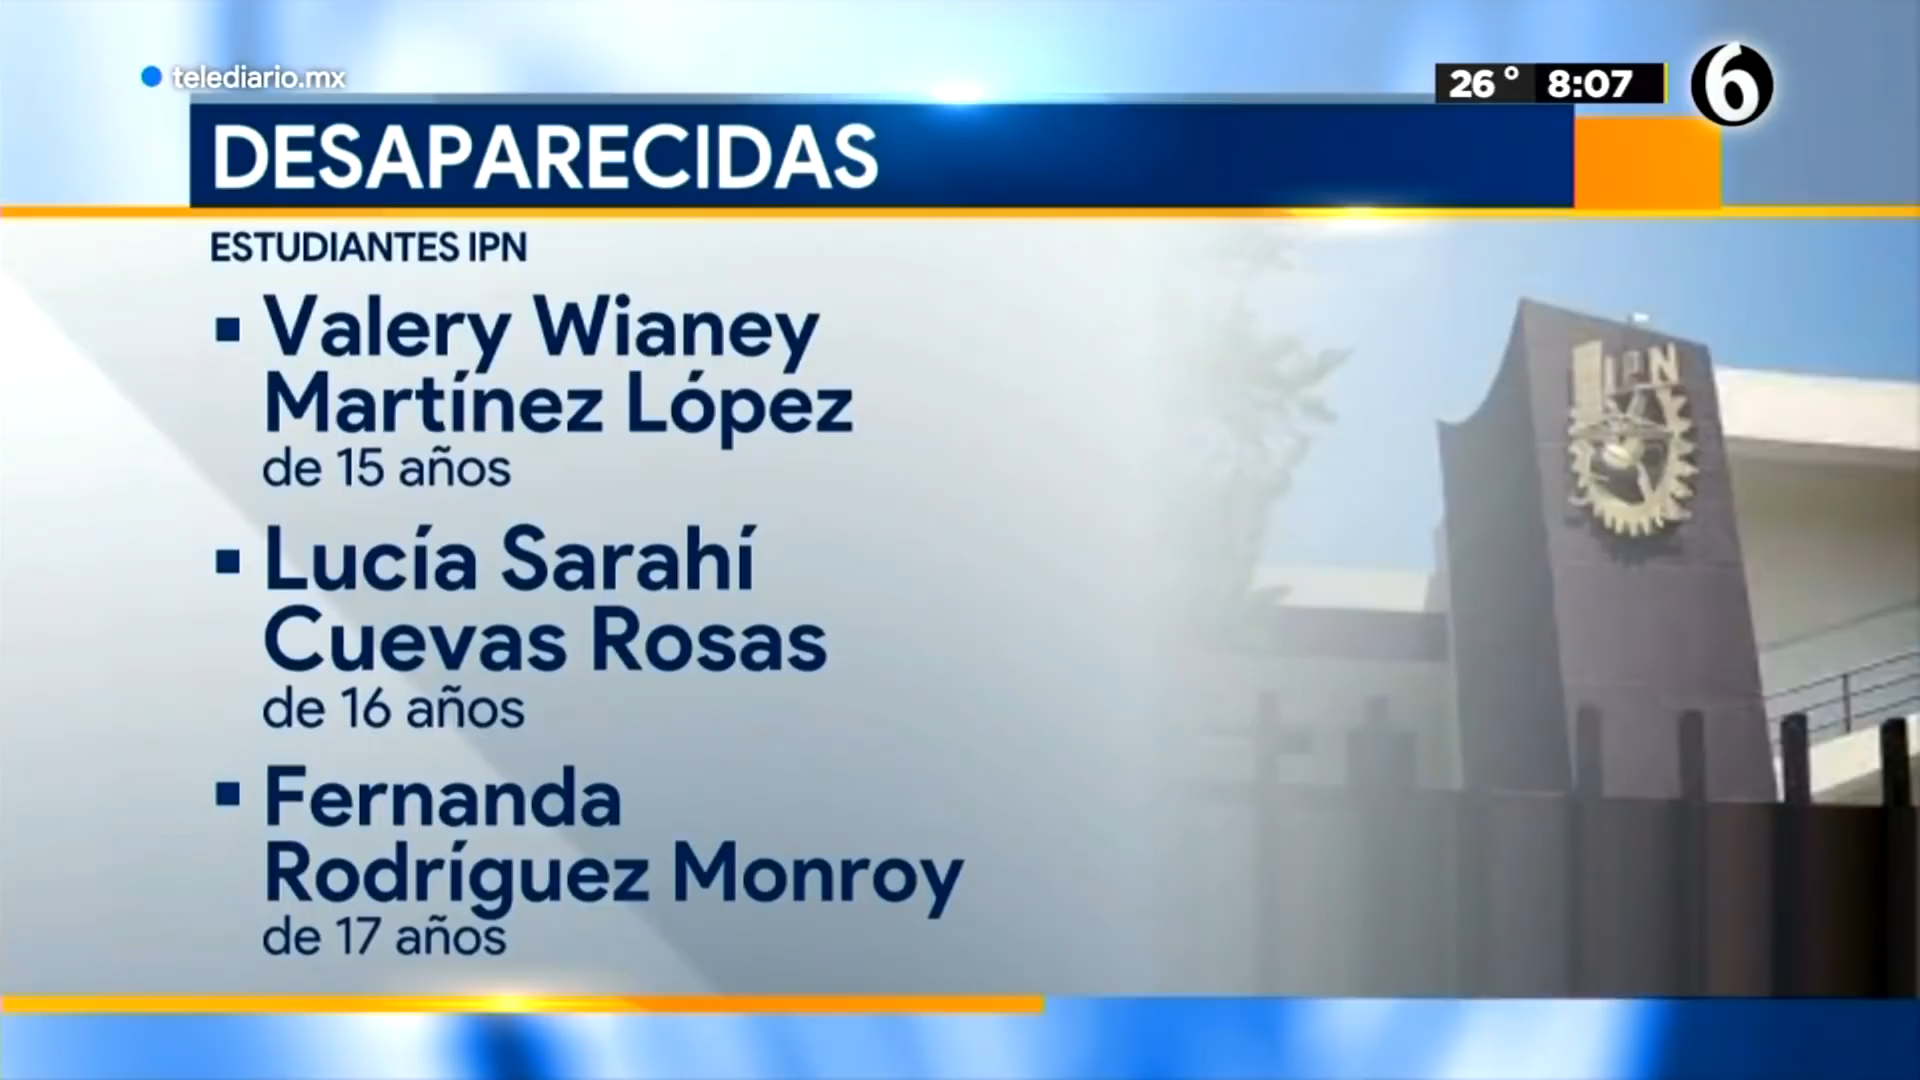 telediario.mx
26° 8:07 6
DESAPARECIDAS
ESTUDIANTES IPN
▪ Valery Wianey
Martínez López
de 15 años
▪ Lucía Sarahí
Cuevas Rosas
de 16 años
▪ Fernanda
Rodríguez Monroy
de 17 años
IPN